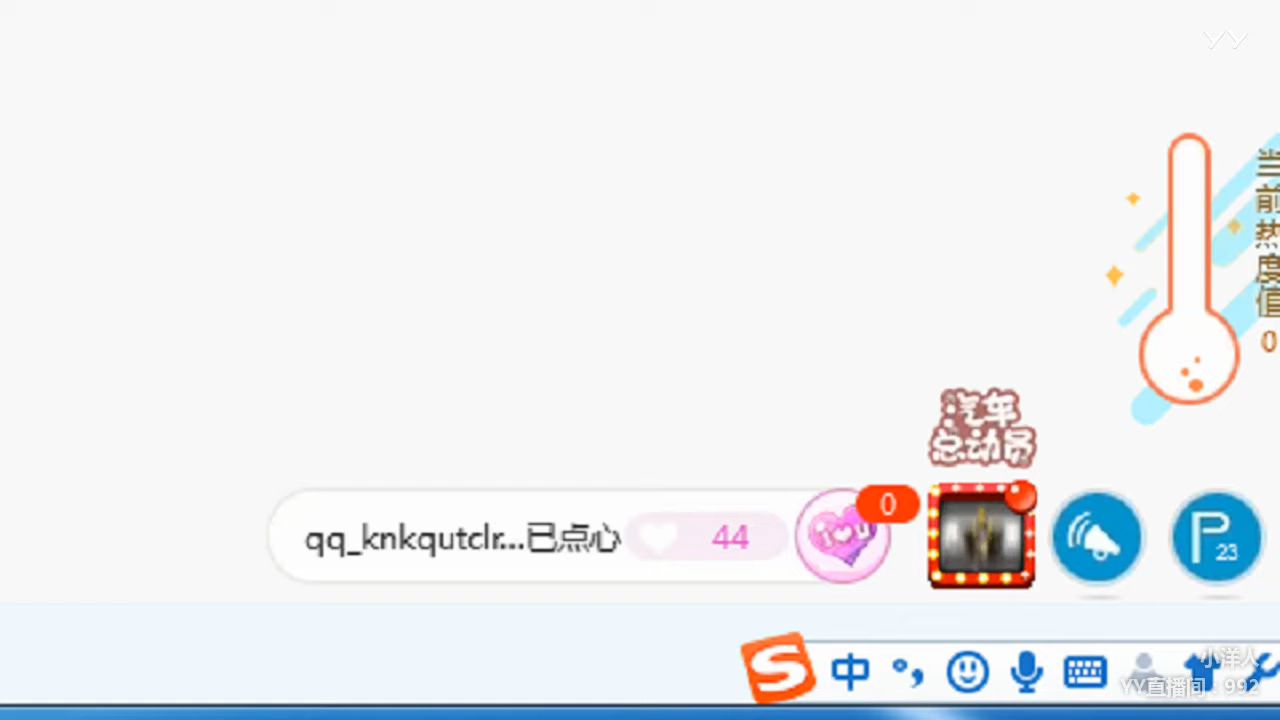 YY
当前热度值0
汽车
总动员
0
qq_knkqutclr...已点心
44
I U
P23
S
中
小洋人
YY直播间：992